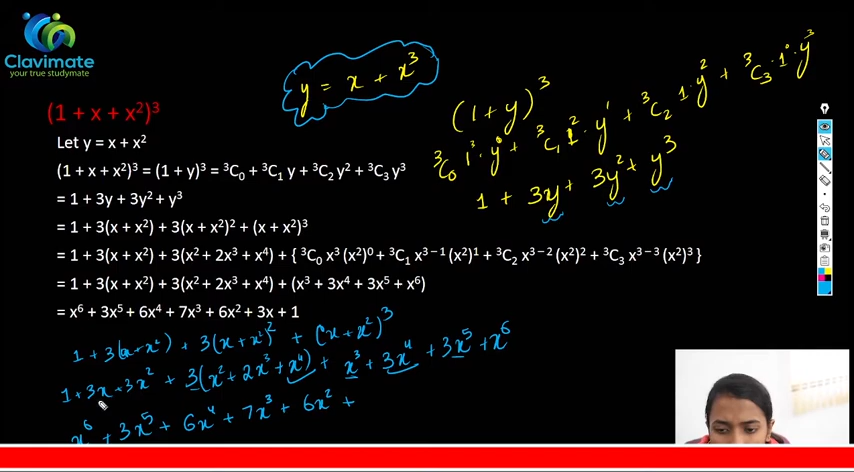 Clavimate
your true studymate
y = x + x³
(1 + x + x²)³
Let y = x + x²
(1 + x + x²)³ = (1 + y)³ = ³C₀ + ³C₁ y + ³C₂ y² + ³C₃ y³
= 1 + 3y + 3y² + y³
= 1 + 3(x + x²) + 3(x + x²)² + (x + x²)³
= 1 + 3(x + x²) + 3(x² + 2x³ + x⁴) + { ³C₀ x³ (x²)⁰ + ³C₁ x³⁻¹ (x²)¹ + ³C₂ x³⁻² (x²)² + ³C₃ x³⁻³ (x²)³ }
= 1 + 3(x + x²) + 3(x² + 2x³ + x⁴) + (x³ + 3x⁴ + 3x⁵ + x⁶)
= x⁶ + 3x⁵ + 6x⁴ + 7x³ + 6x² + 3x + 1
(1 + y)³
³C₀ 1³ · y⁰ + ³C₁ 1² · y¹ + ³C₂ 1 · y² + ³C₃ · 1⁰ · y³
1 + 3y + 3y² + y³
1 + 3(x + x²) + 3(x + x²)² + (x + x²)³
1 + 3x + 3x² + 3(x² + 2x³ + x⁴) + x³ + 3x⁴ + 3x⁵ + x⁶
x⁶ + 3x⁵ + 6x⁴ + 7x³ + 6x² +